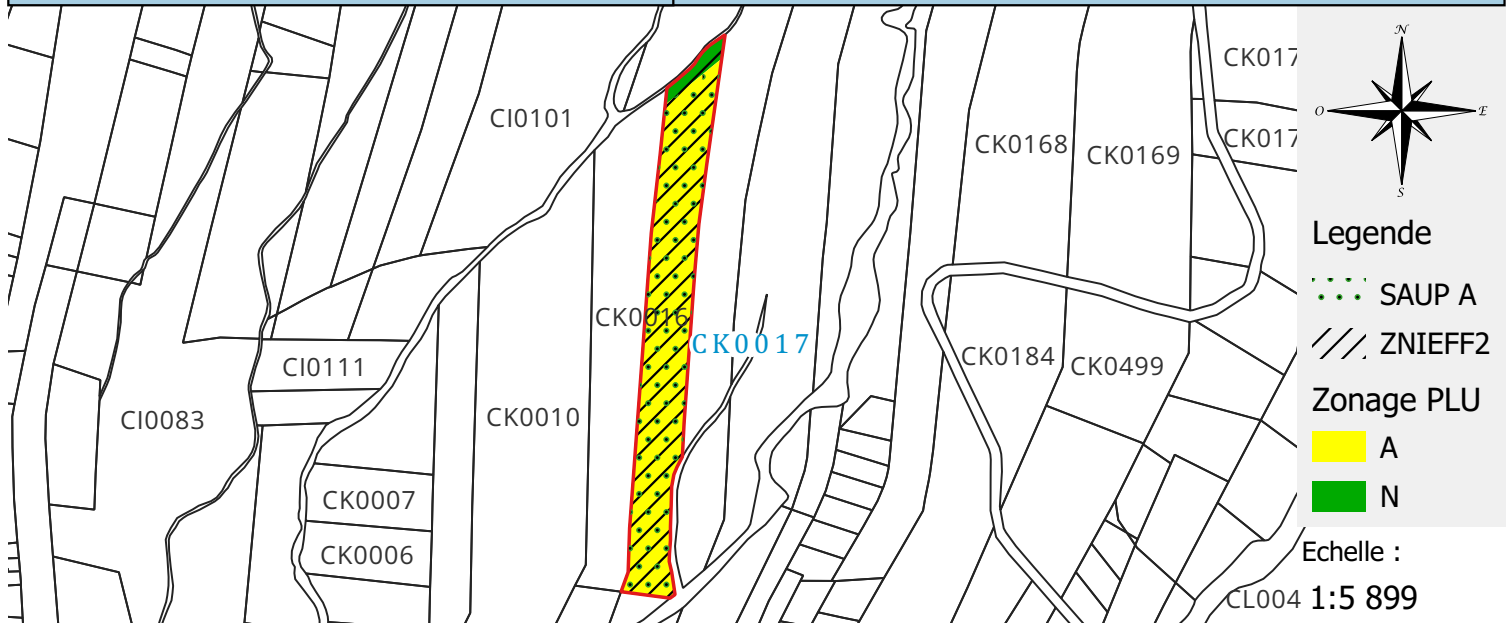 CI0101
CK0168
CK0169
CK017
CK017
CK0016
CK0017
CI0111
CI0083
CK0010
CK0184
CK0499
CK0007
CK0006
CL004
N
O
E
S
Legende
SAUP A
ZNIEFF2
Zonage PLU
A
N
Echelle :
1:5 899